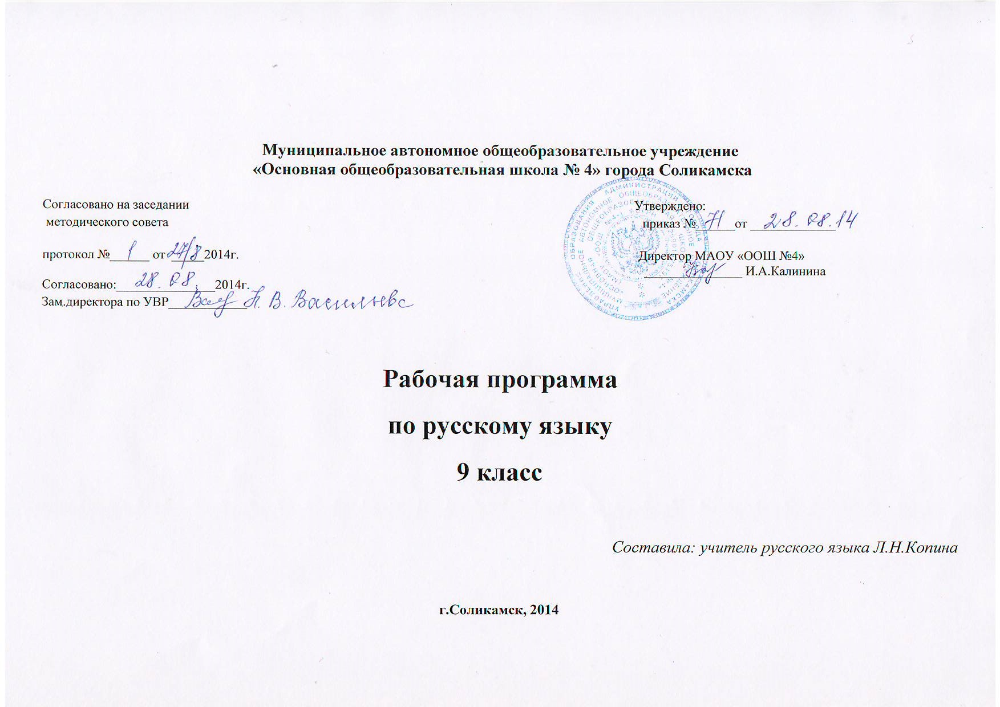 Муниципальное автономное общеобразовательное учреждение
«Основная общеобразовательная школа № 4» города Соликамска
Согласовано на заседании
методического совета
протокол № 1 от 27/8 2014г.
Согласовано: 28.08. 2014г.
Зам.директора по УВР Н.В.Васильева
Утверждено:
приказ № 71 от 28.08.14
Директор МАОУ «ООШ №4»
И.А.Калинина
Рабочая программа
по русскому языку
9 класс
Составила: учитель русского языка Л.Н.Копина
г.Соликамск, 2014